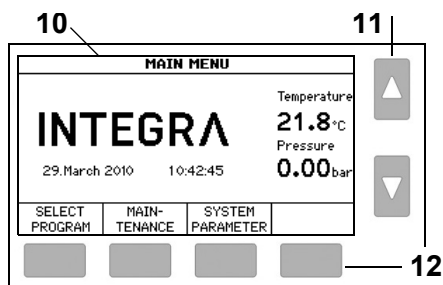 10
11
MAIN MENU
Temperature
21.8°C
Pressure
0.00bar
INTEGRA
29.March 2010 10:42:45
SELECT PROGRAM
MAIN-TENANCE
SYSTEM PARAMETER
12